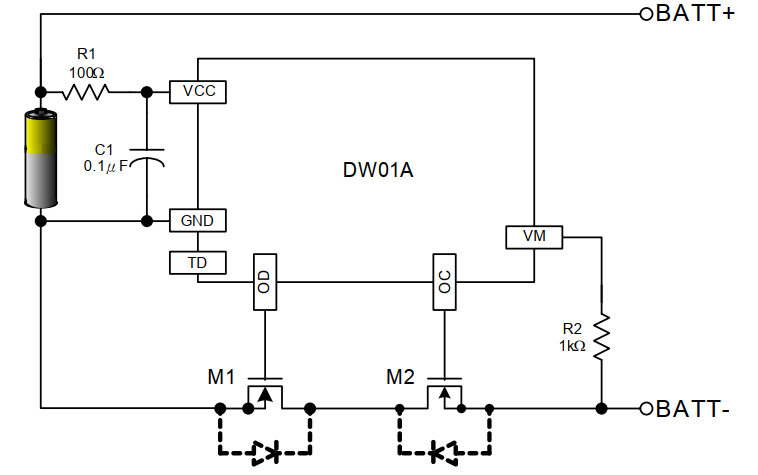 BATT+
R1
100Ω
VCC
C1
0.1μF
DW01A
GND
VM
TD
OD
OC
R2
1kΩ
M1
M2
BATT-